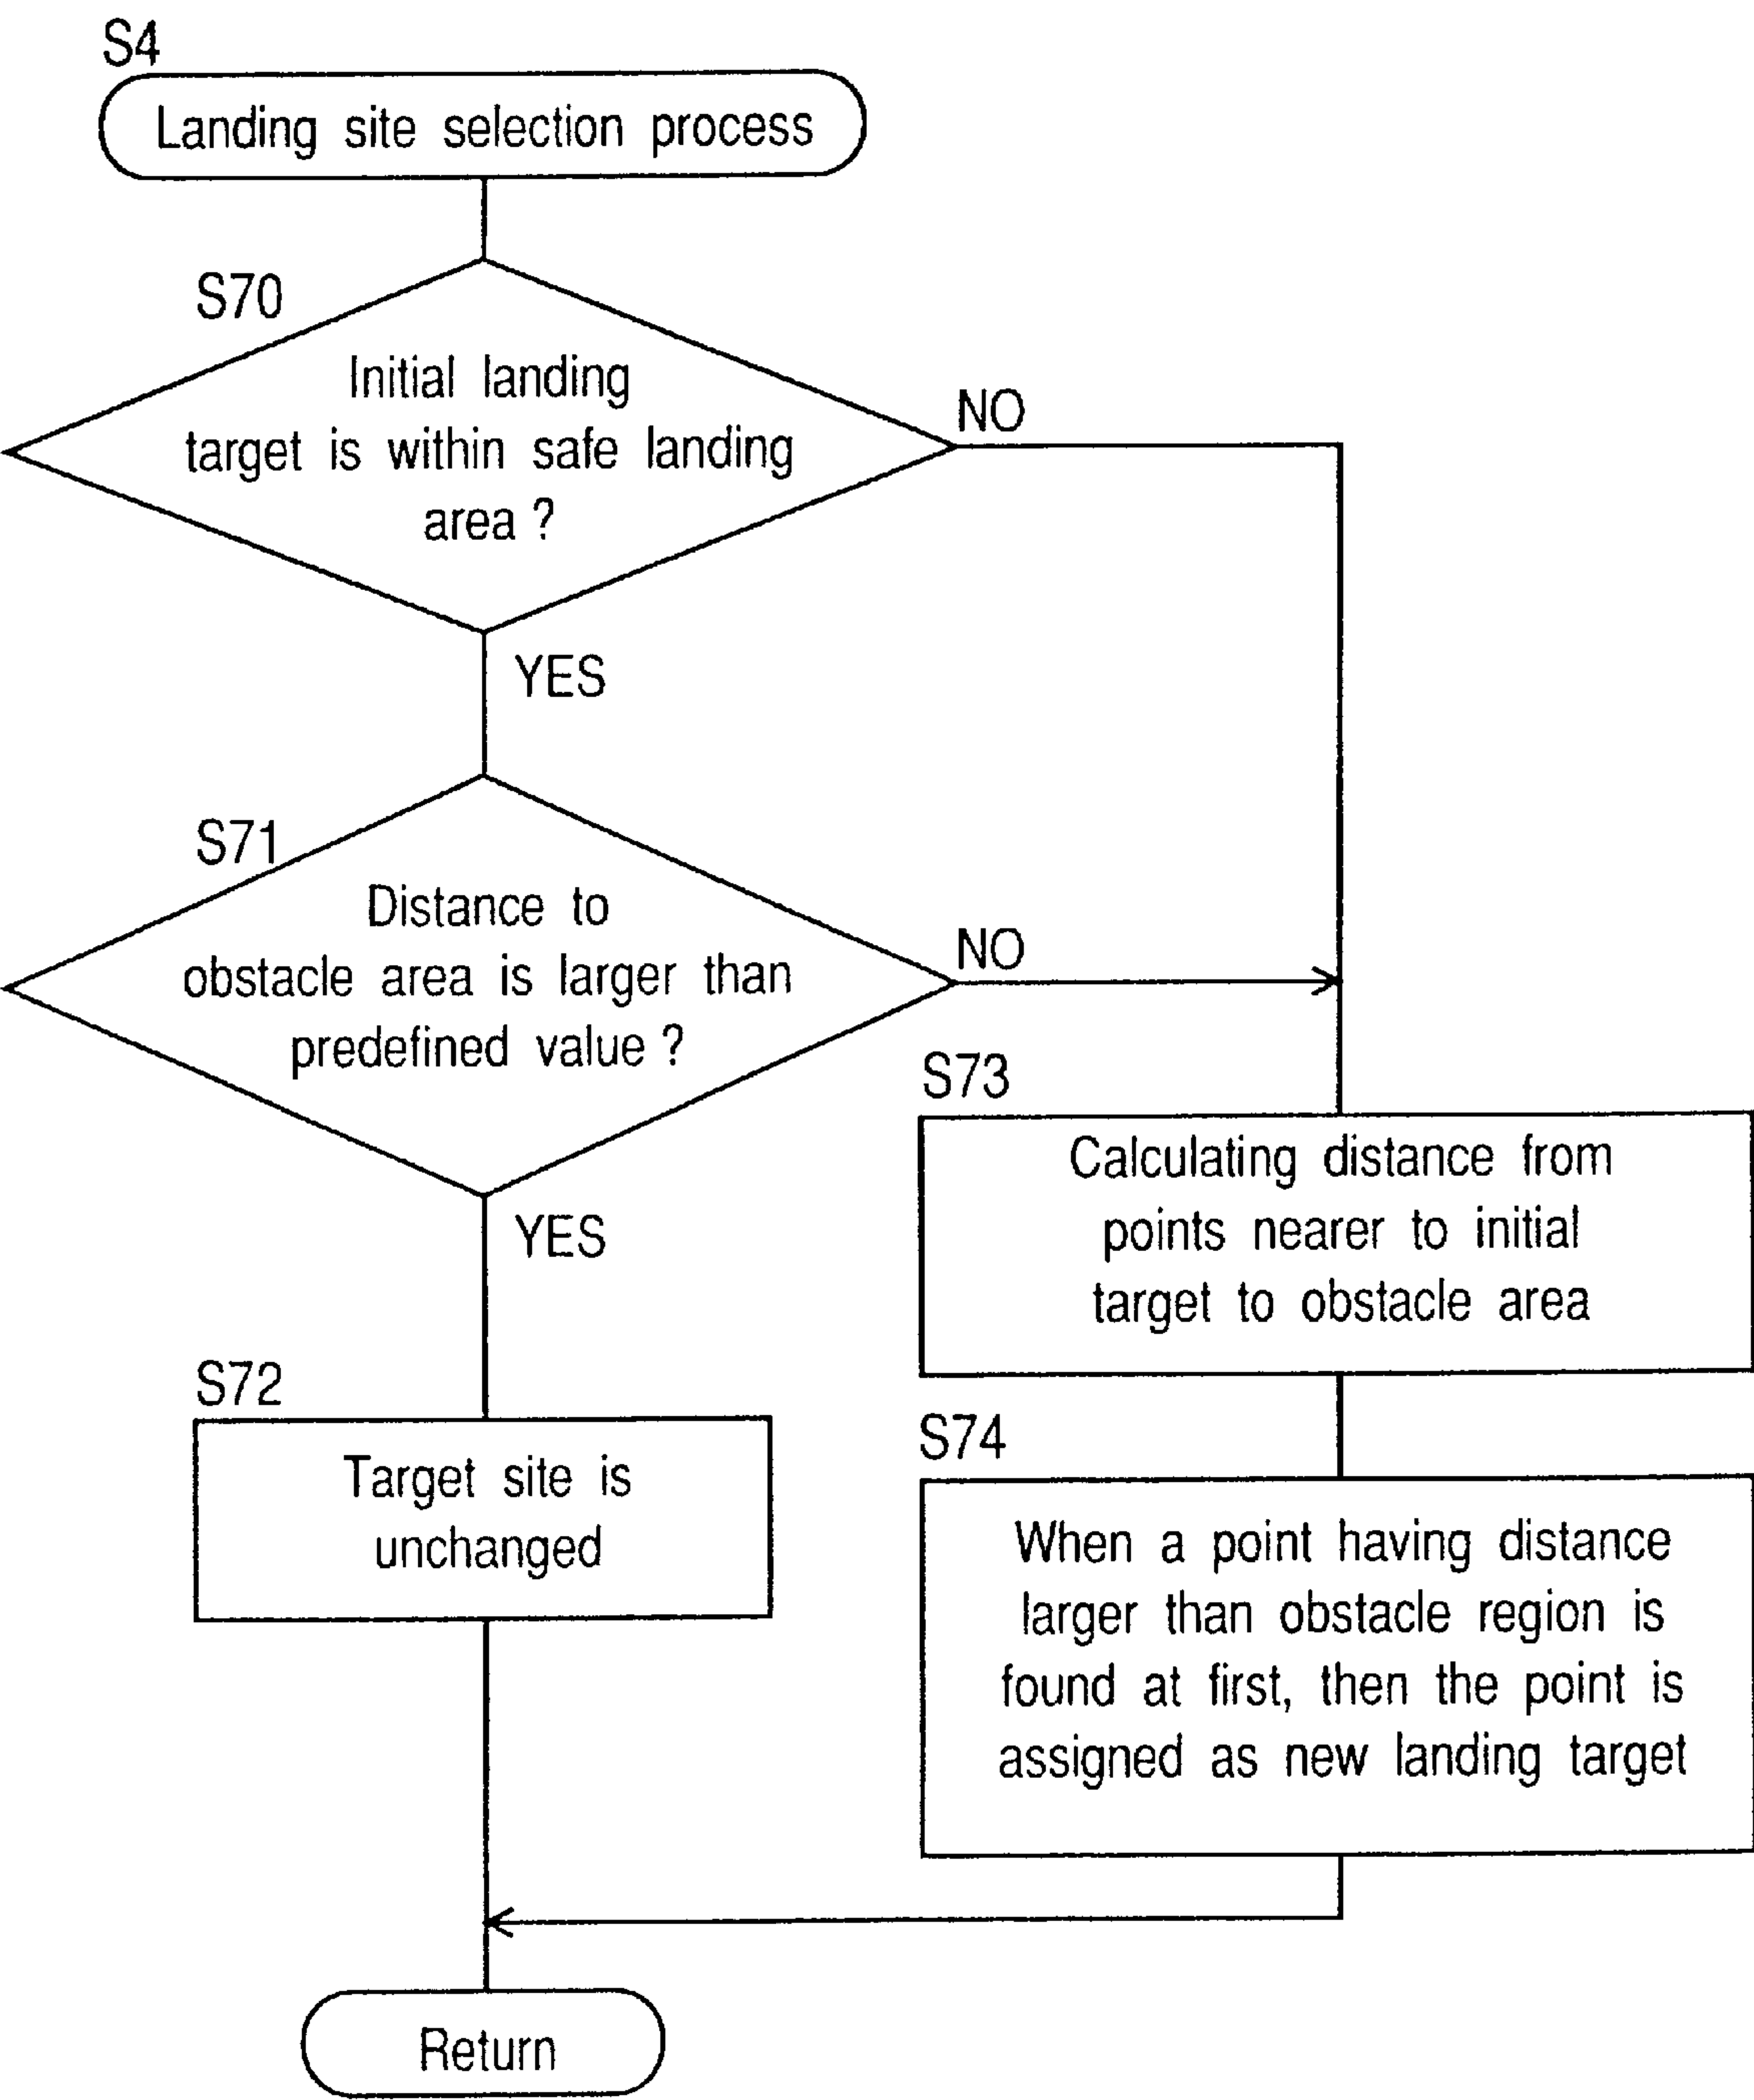 S4
Landing site selection process
S70
Initial landing
target is within safe landing
area ?
NO
YES
S71
Distance to
obstacle area is larger than
predefined value ?
NO
YES
S72
Target site is
unchanged
S73
Calculating distance from
points nearer to initial
target to obstacle area
S74
When a point having distance
larger than obstacle region is
found at first, then the point is
assigned as new landing target
Return